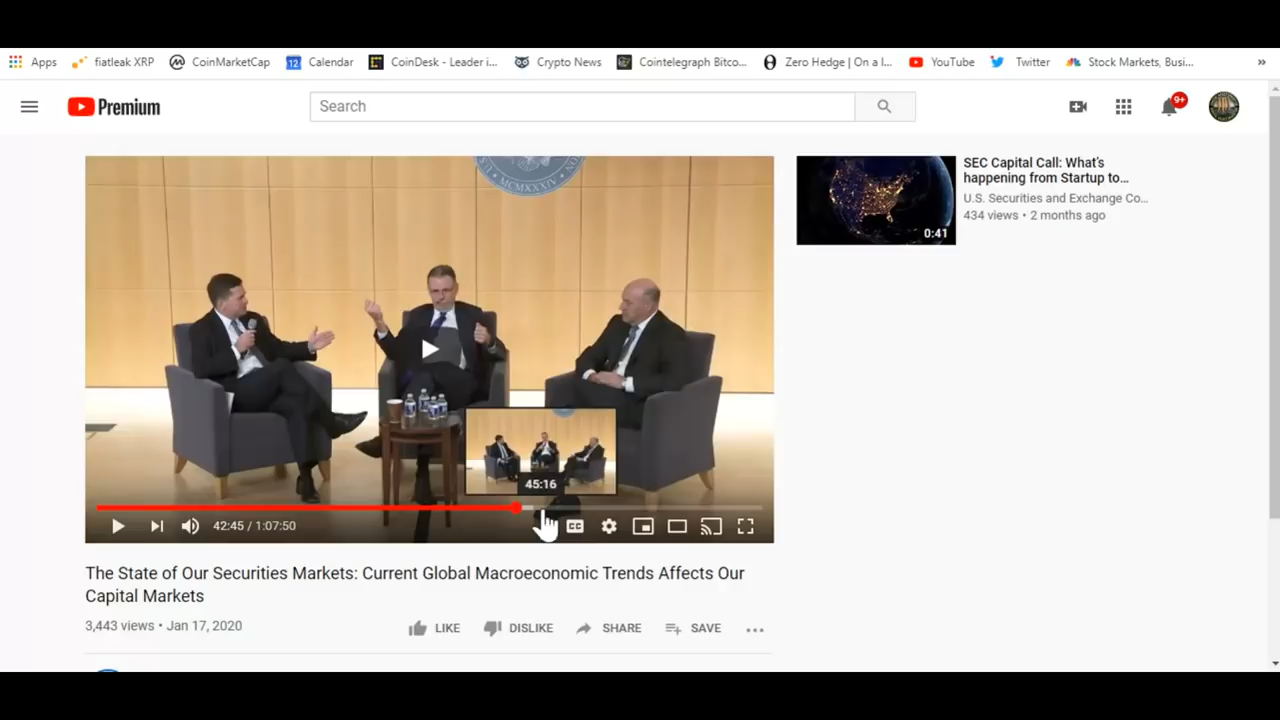 Apps fiatleak XRP CoinMarketCap 12 Calendar CoinDesk - Leader i... Crypto News Cointelegraph Bitco... Zero Hedge | On a l... YouTube Twitter Stock Markets, Busi... »
Premium Search 9+
MCMXXXIV
SEC Capital Call: What's
happening from Startup to...
U.S. Securities and Exchange Co...
434 views • 2 months ago
0:41
45:16
42:45 / 1:07:50 CC
The State of Our Securities Markets: Current Global Macroeconomic Trends Affects Our
Capital Markets
3,443 views • Jan 17, 2020 LIKE DISLIKE SHARE SAVE ...